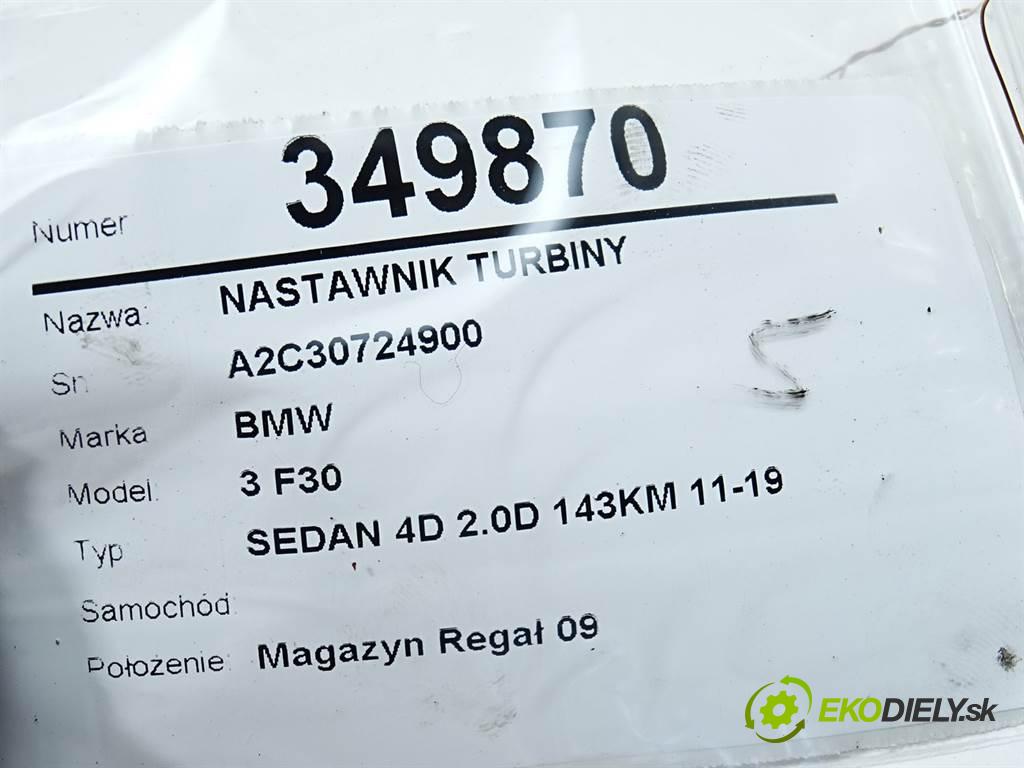 Numer 349870
Nazwa: NASTAWNIK TURBINY
Sn A2C30724900
Marka BMW
Model: 3 F30
Typ SEDAN 4D 2.0D 143KM 11-19
Samochód:
Położenie: Magazyn Regał 09
EKODIELY.sk